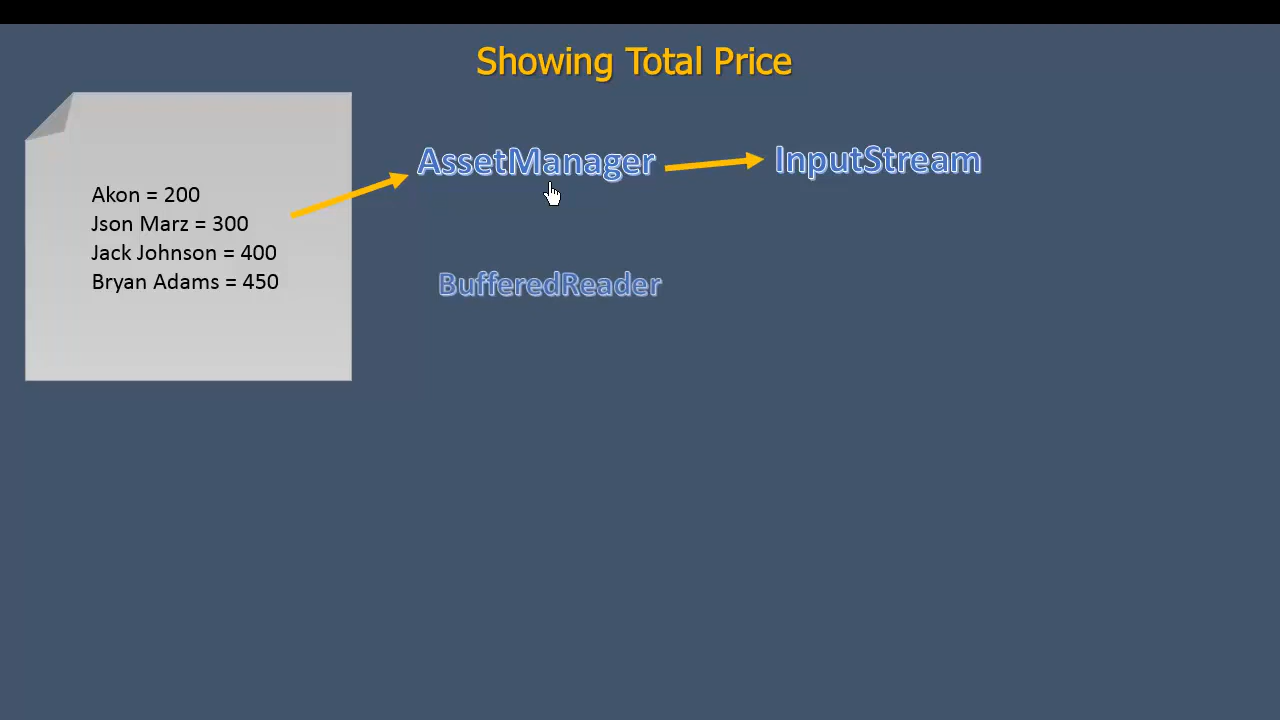 Showing Total Price
Akon = 200
Json Marz = 300
Jack Johnson = 400
Bryan Adams = 450
AssetManager
InputStream
BufferedReader